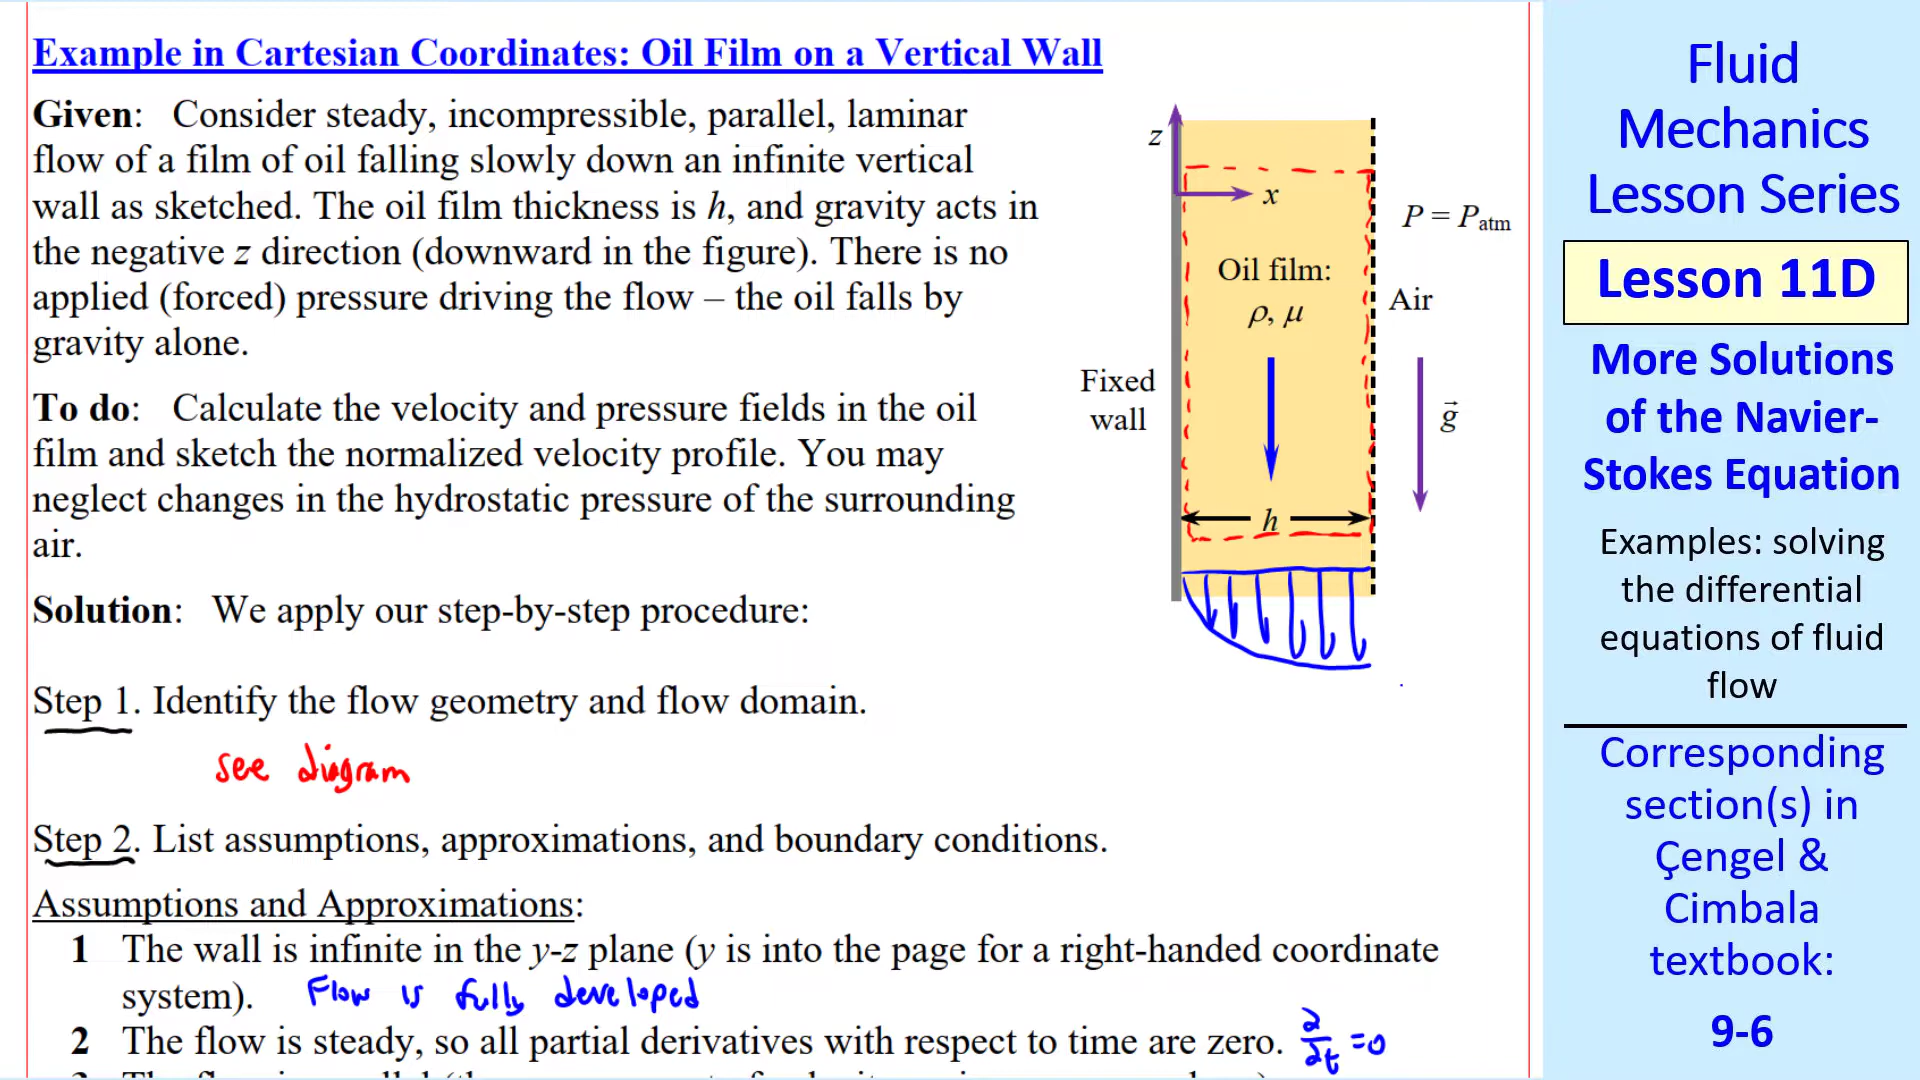 Example in Cartesian Coordinates: Oil Film on a Vertical Wall
Given: Consider steady, incompressible, parallel, laminar
flow of a film of oil falling slowly down an infinite vertical
wall as sketched. The oil film thickness is h, and gravity acts in
the negative z direction (downward in the figure). There is no
applied (forced) pressure driving the flow – the oil falls by
gravity alone.
To do: Calculate the velocity and pressure fields in the oil
film and sketch the normalized velocity profile. You may
neglect changes in the hydrostatic pressure of the surrounding
air.
Solution: We apply our step-by-step procedure:
Step 1. Identify the flow geometry and flow domain.
see diagram
Step 2. List assumptions, approximations, and boundary conditions.
Assumptions and Approximations:
1 The wall is infinite in the y-z plane (y is into the page for a right-handed coordinate
system). Flow is fully developed
2 The flow is steady, so all partial derivatives with respect to time are zero. ∂/∂t = 0
z
x
P = Patm
Oil film:
ρ, μ
Air
Fixed
wall
g⃗
h
Fluid
Mechanics
Lesson Series
Lesson 11D
More Solutions
of the Navier-
Stokes Equation
Examples: solving
the differential
equations of fluid
flow
Corresponding
section(s) in
Çengel &
Cimbala
textbook:
9-6